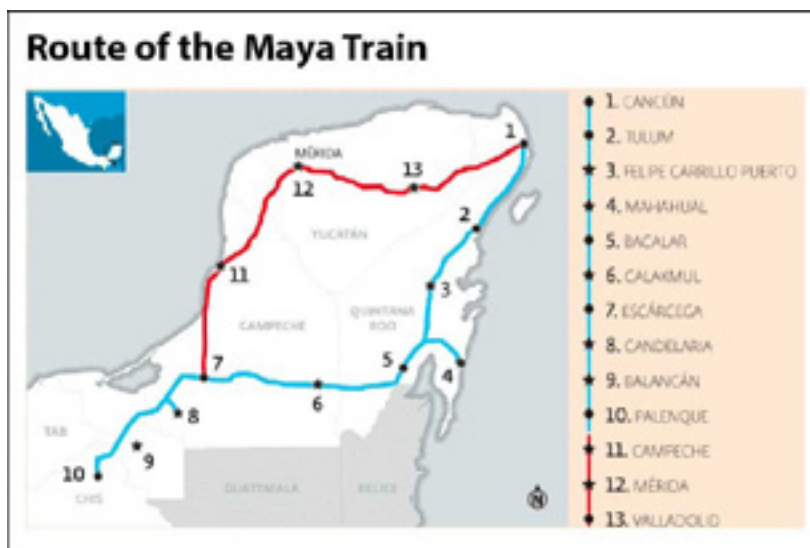 Route of the Maya Train
1
MÉRIDA
12
13
2
YUCATÁN
11
3
QUINTANA
ROO
CAMPECHE
7
5
4
6
8
TAB
9
10
CHIS
GUATEMALA
BELICE
N
1. CANCÚN
2. TULUM
3. FELIPE CARRILLO PUERTO
4. MAHAHUAL
5. BACALAR
6. CALAKMUL
7. ESCÁRCEGA
8. CANDELARIA
9. BALANCÁN
10. PALENQUE
11. CAMPECHE
12. MÉRIDA
13. VALLADOLID